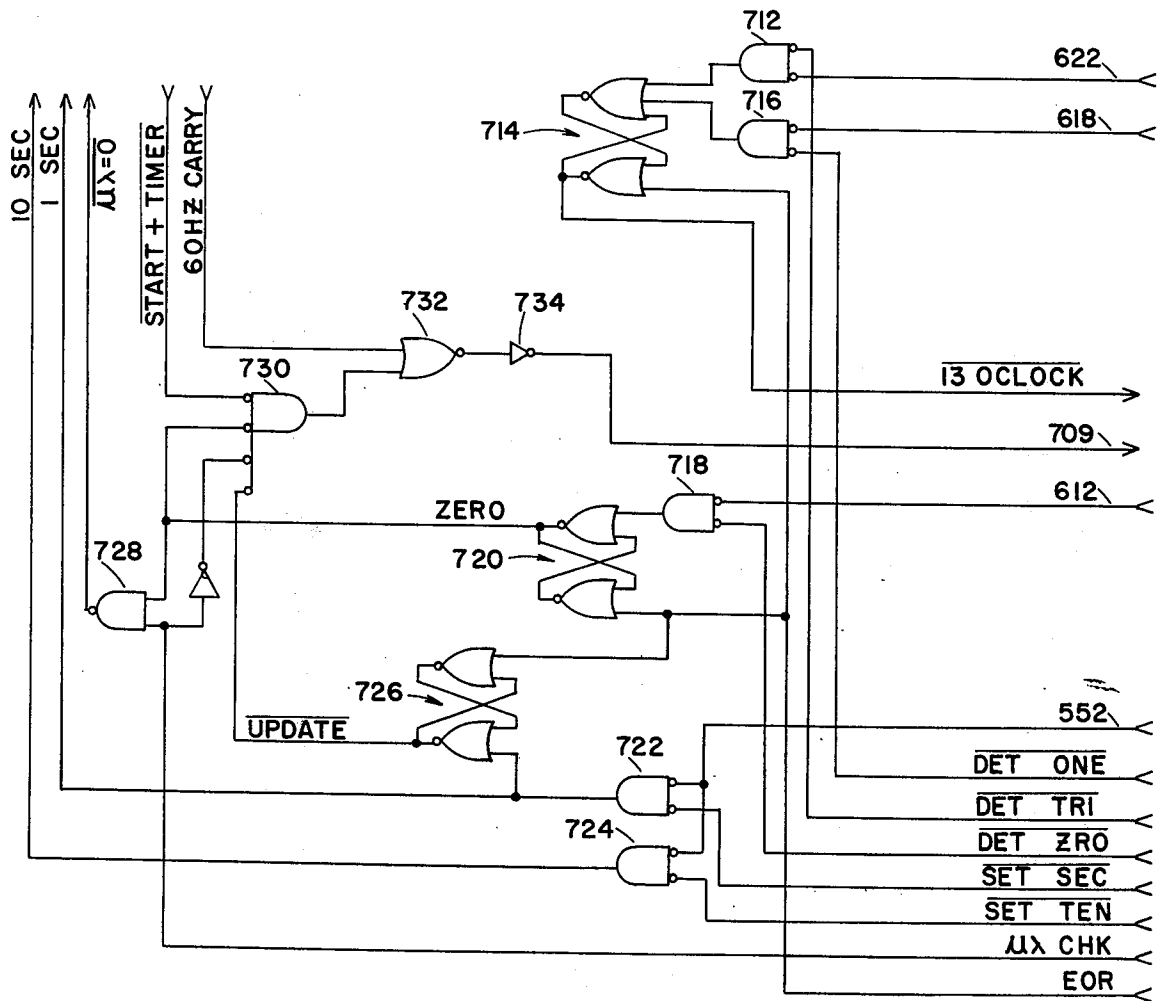 10 SEC
1 SEC
μλ=0
START + TIMER
60HZ CARRY
712
622
716
618
714
732
734
730
13 OCLOCK
709
718
612
ZERO
720
728
726
UPDATE
552
722
DET ONE
DET TRI
724
DET ZRO
SET SEC
SET TEN
μλ CHK
EOR